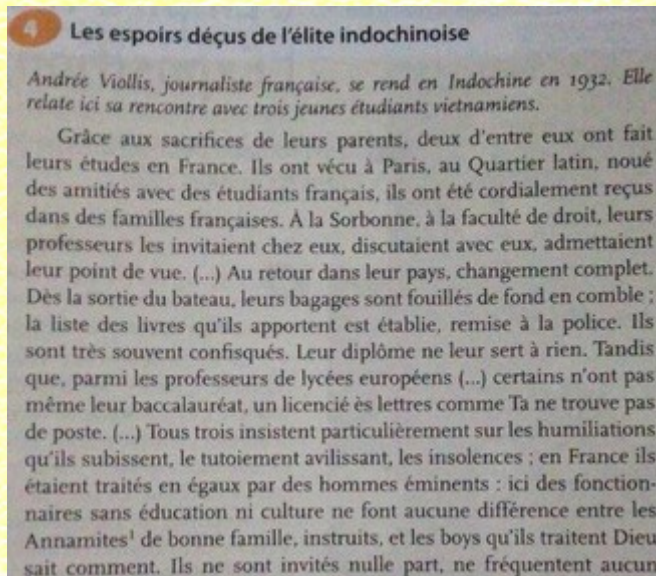 4 Les espoirs déçus de l'élite indochinoise
Andrée Viollis, journaliste française, se rend en Indochine en 1932. Elle
relate ici sa rencontre avec trois jeunes étudiants vietnamiens.
Grâce aux sacrifices de leurs parents, deux d'entre eux ont fait
leurs études en France. Ils ont vécu à Paris, au Quartier latin, noué
des amitiés avec des étudiants français, ils ont été cordialement reçus
dans des familles françaises. À la Sorbonne, à la faculté de droit, leurs
professeurs les invitaient chez eux, discutaient avec eux, admettaient
leur point de vue. (...) Au retour dans leur pays, changement complet.
Dès la sortie du bateau, leurs bagages sont fouillés de fond en comble ;
la liste des livres qu'ils apportent est établie, remise à la police. Ils
sont très souvent confisqués. Leur diplôme ne leur sert à rien. Tandis
que, parmi les professeurs de lycées européens (...) certains n'ont pas
même leur baccalauréat, un licencié ès lettres comme Ta ne trouve pas
de poste. (...) Tous trois insistent particulièrement sur les humiliations
qu'ils subissent, le tutoiement avilissant, les insolences ; en France ils
étaient traités en égaux par des hommes éminents : ici des fonction-
naires sans éducation ni culture ne font aucune différence entre les
Annamites¹ de bonne famille, instruits, et les boys qu'ils traitent Dieu
sait comment. Ils ne sont invités nulle part, ne fréquentent aucun